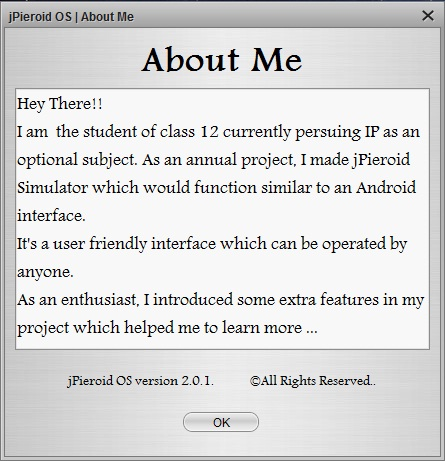 jPieroid OS | About Me
About Me
Hey There!!
I am  the student of class 12 currently persuing IP as an
optional subject. As an annual project, I made jPieroid
Simulator which would function similar to an Android
interface.
It's a user friendly interface which can be operated by
anyone.
As an enthusiast, I introduced some extra features in my
project which helped me to learn more ...
jPieroid OS version 2.0.1. ©All Rights Reserved..
OK